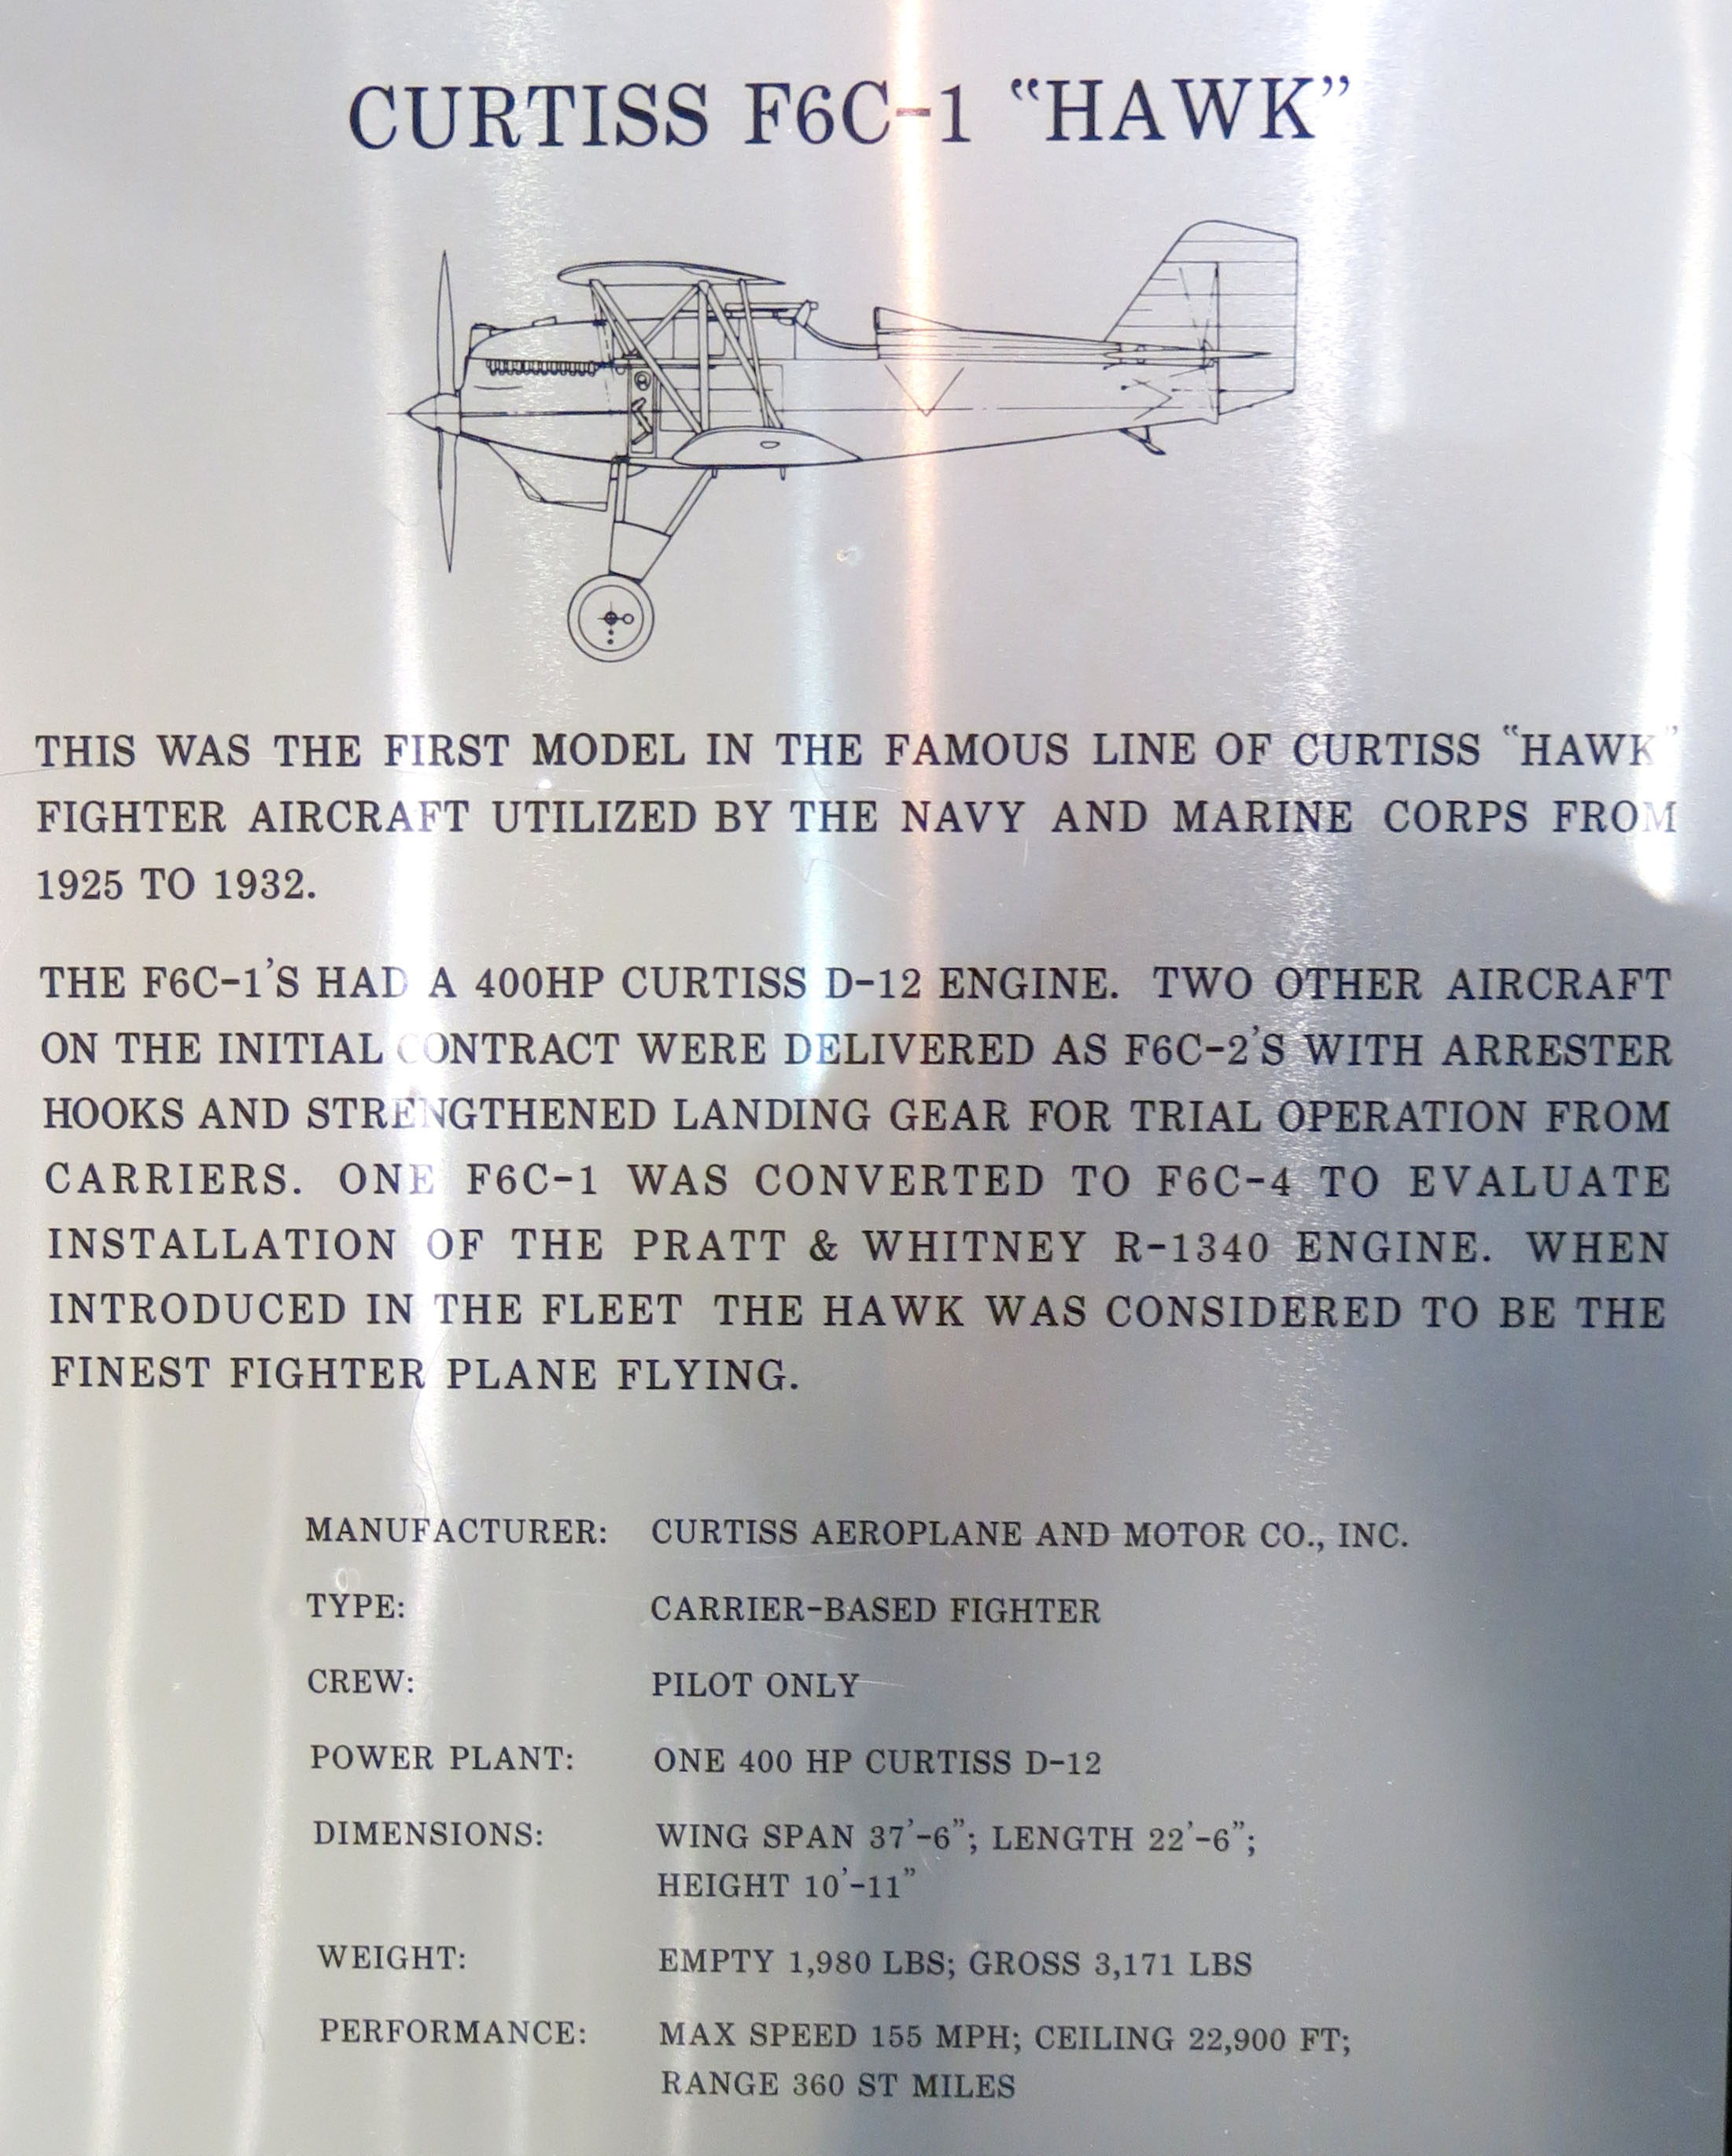 CURTISS F6C-1 "HAWK"
THIS WAS THE FIRST MODEL IN THE FAMOUS LINE OF CURTISS "HAWK"
FIGHTER AIRCRAFT UTILIZED BY THE NAVY AND MARINE CORPS FROM
1925 TO 1932.
THE F6C-1'S HAD A 400HP CURTISS D-12 ENGINE. TWO OTHER AIRCRAFT
ON THE INITIAL CONTRACT WERE DELIVERED AS F6C-2'S WITH ARRESTER
HOOKS AND STRENGTHENED LANDING GEAR FOR TRIAL OPERATION FROM
CARRIERS. ONE F6C-1 WAS CONVERTED TO F6C-4 TO EVALUATE
INSTALLATION OF THE PRATT & WHITNEY R-1340 ENGINE. WHEN
INTRODUCED IN THE FLEET THE HAWK WAS CONSIDERED TO BE THE
FINEST FIGHTER PLANE FLYING.
MANUFACTURER: CURTISS AEROPLANE AND MOTOR CO., INC.
TYPE: CARRIER-BASED FIGHTER
CREW: PILOT ONLY
POWER PLANT: ONE 400 HP CURTISS D-12
DIMENSIONS: WING SPAN 37'-6"; LENGTH 22'-6";
HEIGHT 10'-11"
WEIGHT: EMPTY 1,980 LBS; GROSS 3,171 LBS
PERFORMANCE: MAX SPEED 155 MPH; CEILING 22,900 FT;
RANGE 360 ST MILES